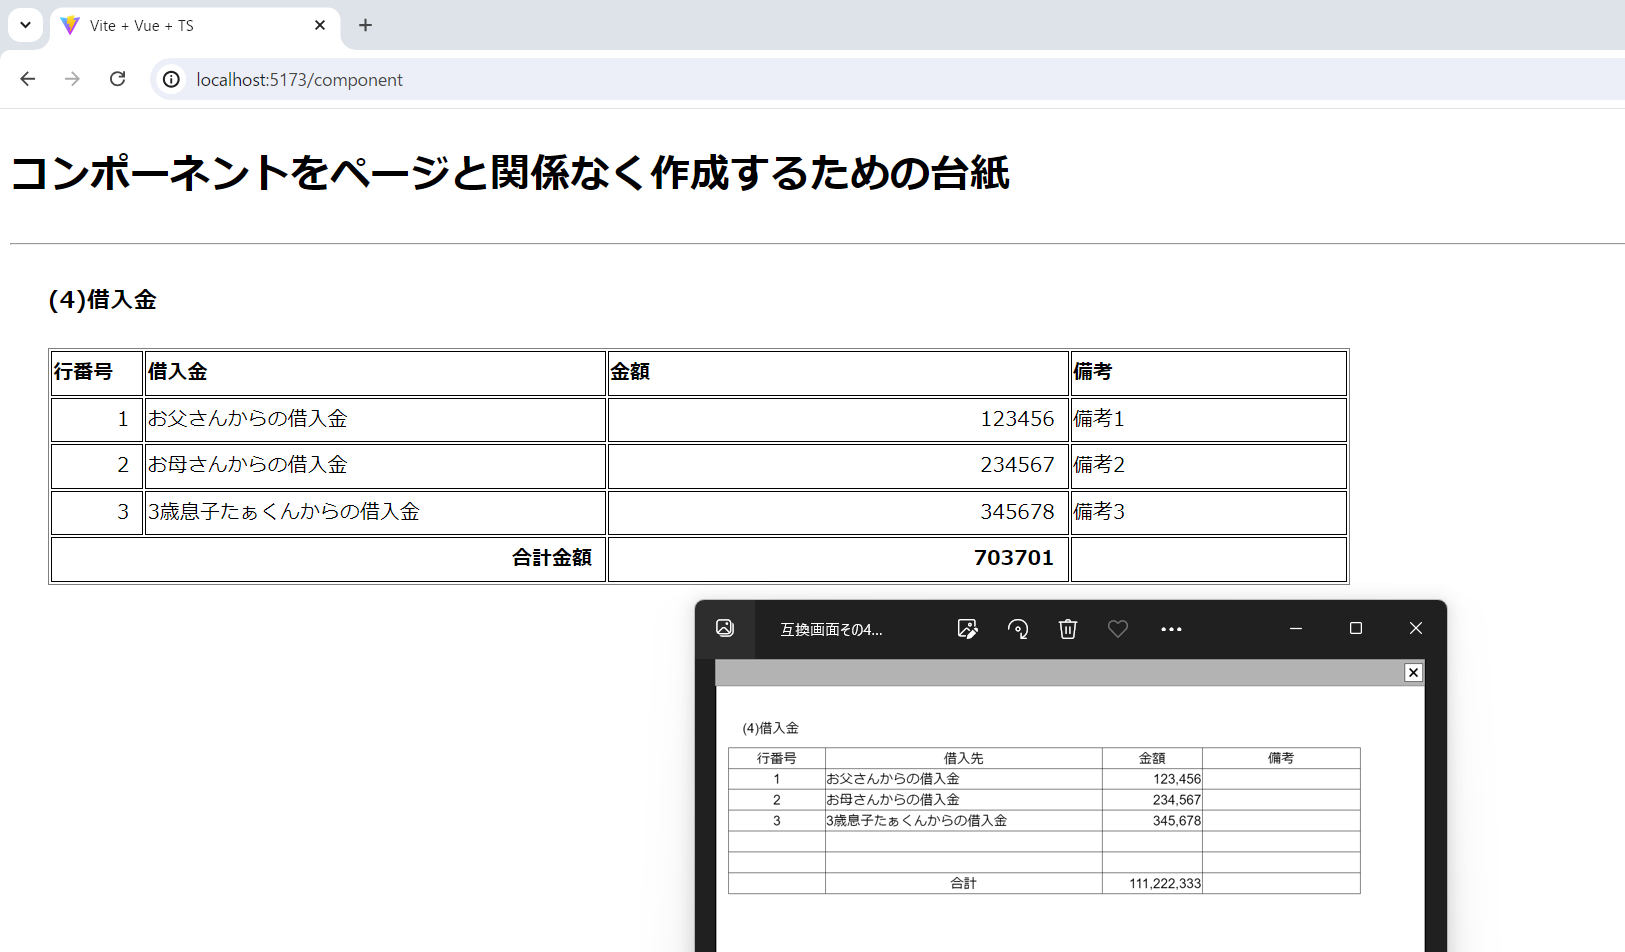 Vite + Vue + TS
localhost:5173/component
コンポーネントをページと関係なく作成するための台紙
(4)借入金
行番号 借入金 金額 備考
1 お父さんからの借入金 123456 備考1
2 お母さんからの借入金 234567 備考2
3 3歳息子たぁくんからの借入金 345678 備考3
合計金額 703701
互換画面その4...
(4)借入金
行番号 借入先 金額 備考
1 お父さんからの借入金 123,456
2 お母さんからの借入金 234,567
3 3歳息子たぁくんからの借入金 345,678
合計 111,222,333